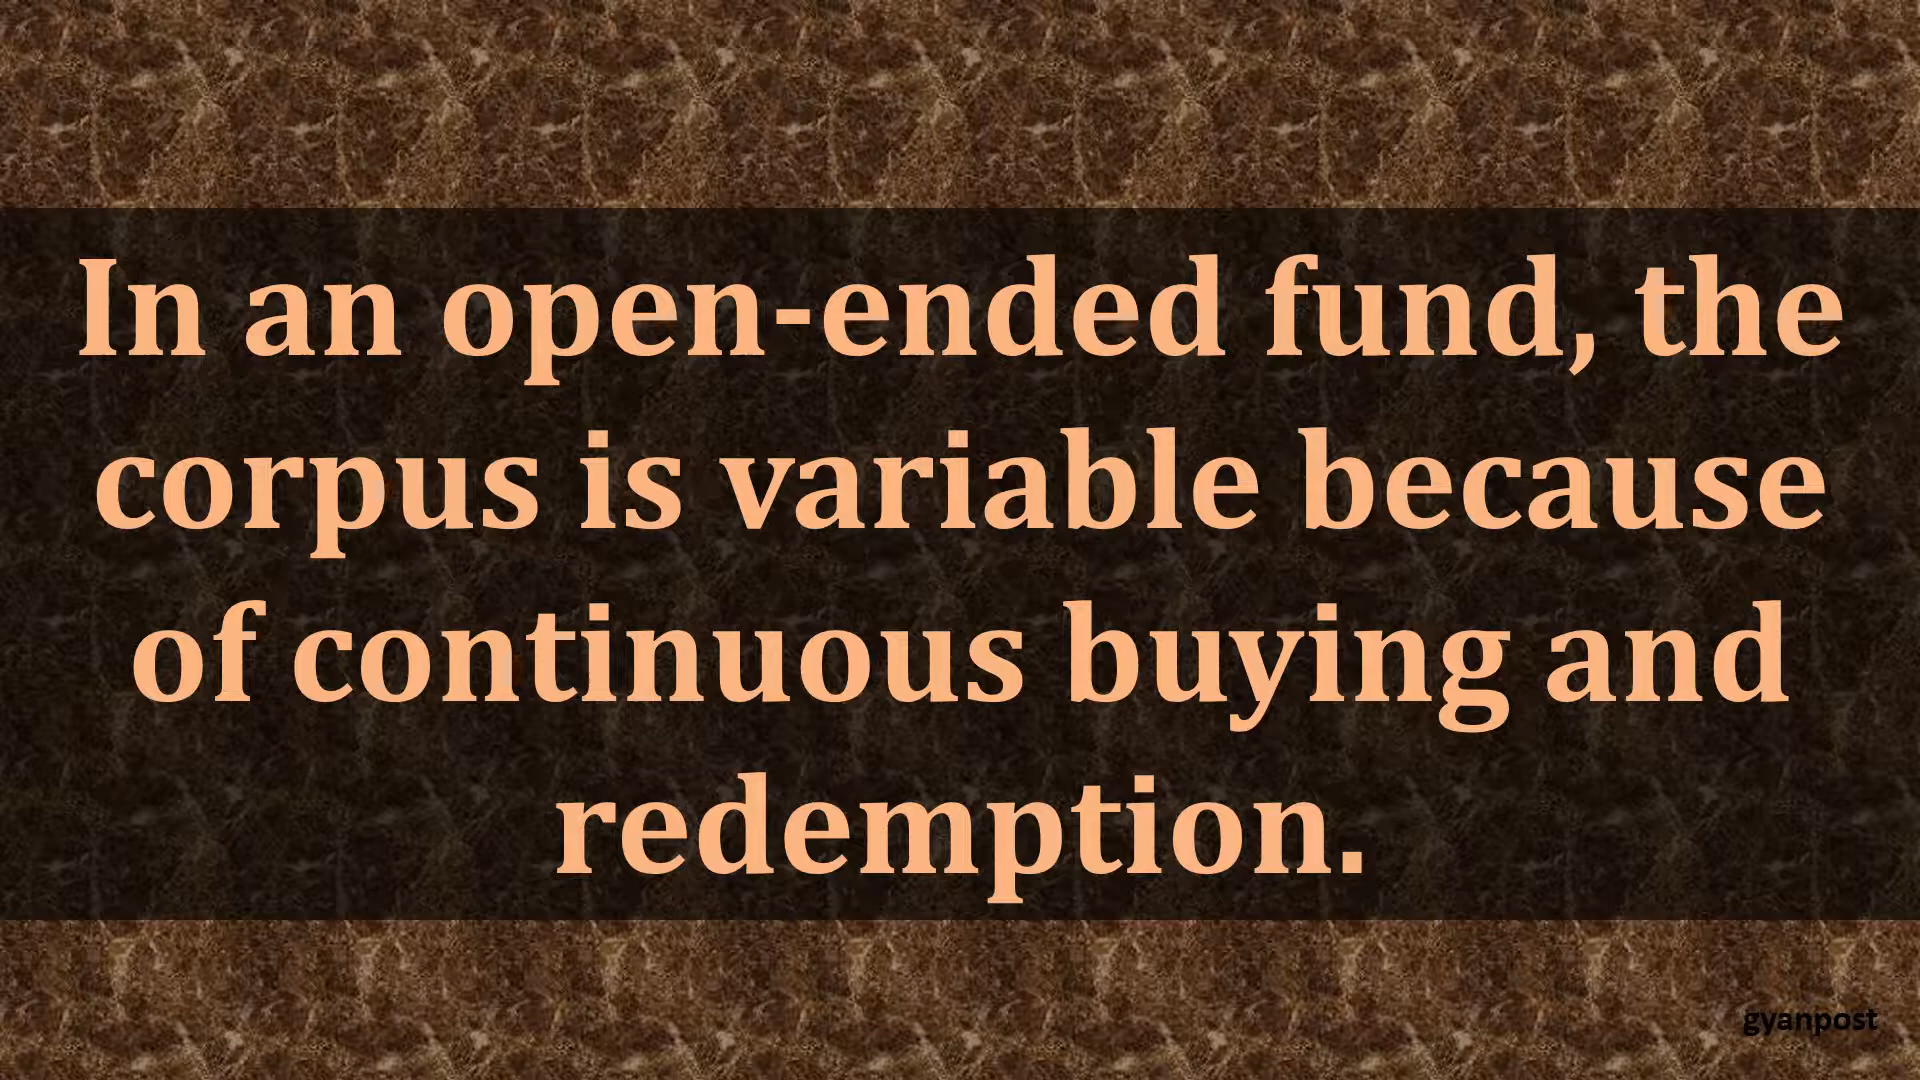 In an open-ended fund, the
corpus is variable because
of continuous buying and
redemption.
gyanpost